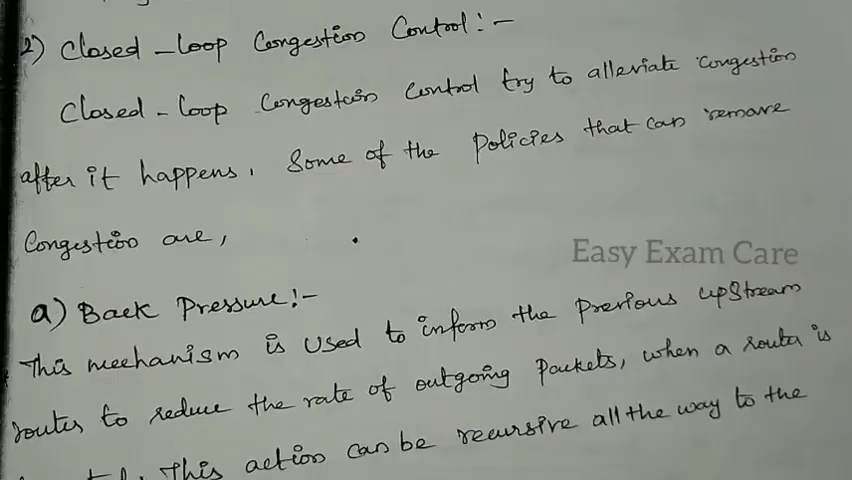 2) Closed-loop Congestion Control:-
Closed-loop Congestion Control try to alleviate congestion
after it happens. Some of the policies that can remove
Congestion are,
Easy Exam Care
a) Back Pressure:-
This mechanism is used to inform the previous upstream
router to reduce the rate of outgoing packets, when a router is
This action can be recursive all the way to the